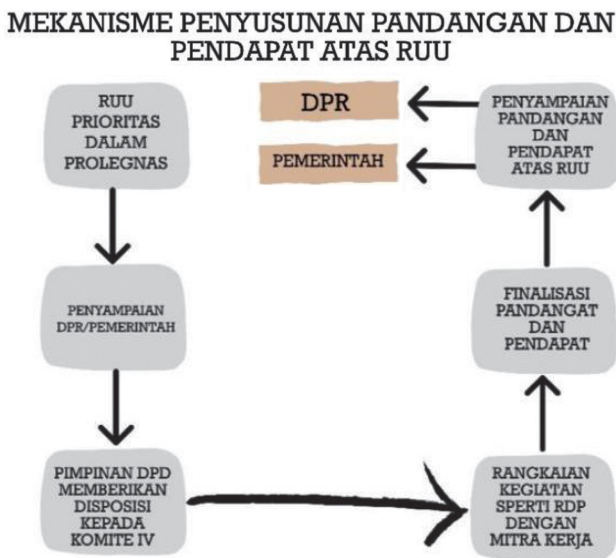 MEKANISME PENYUSUNAN PANDANGAN DAN
PENDAPAT ATAS RUU
RUU
PRIORITAS
DALAM
PROLEGNAS
PENYAMPAIAN
DPR/PEMERINTAH
PIMPINAN DPD
MEMBERIKAN
DISPOSISI
KEPADA
KOMITE IV
RANGKAIAN
KEGIATAN
SPERTI RDP
DENGAN
MITRA KERJA
FINALISASI
PANDANGAT
DAN
PENDAPAT
PENYAMPAIAN
PANDANGAN
DAN
PENDAPAT
ATAS RUU
DPR
PEMERINTAH